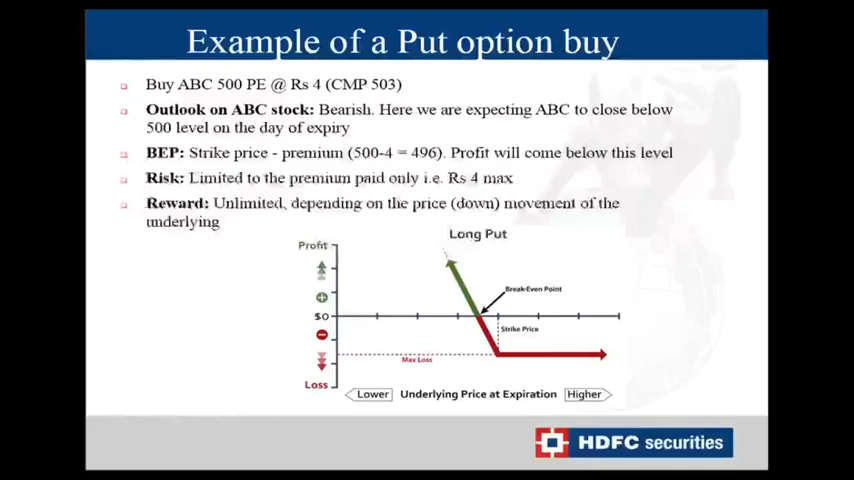 Example of a Put option buy
Buy ABC 500 PE @ Rs 4 (CMP 503)
Outlook on ABC stock: Bearish. Here we are expecting ABC to close below
500 level on the day of expiry
BEP: Strike price - premium (500-4 = 496). Profit will come below this level
Risk: Limited to the premium paid only i.e. Rs 4 max
Reward: Unlimited, depending on the price (down) movement of the
underlying
Long Put
Profit
Break-Even Point
$0
Strike Price
Max Loss
Loss
Lower Underlying Price at Expiration Higher
HDFC securities